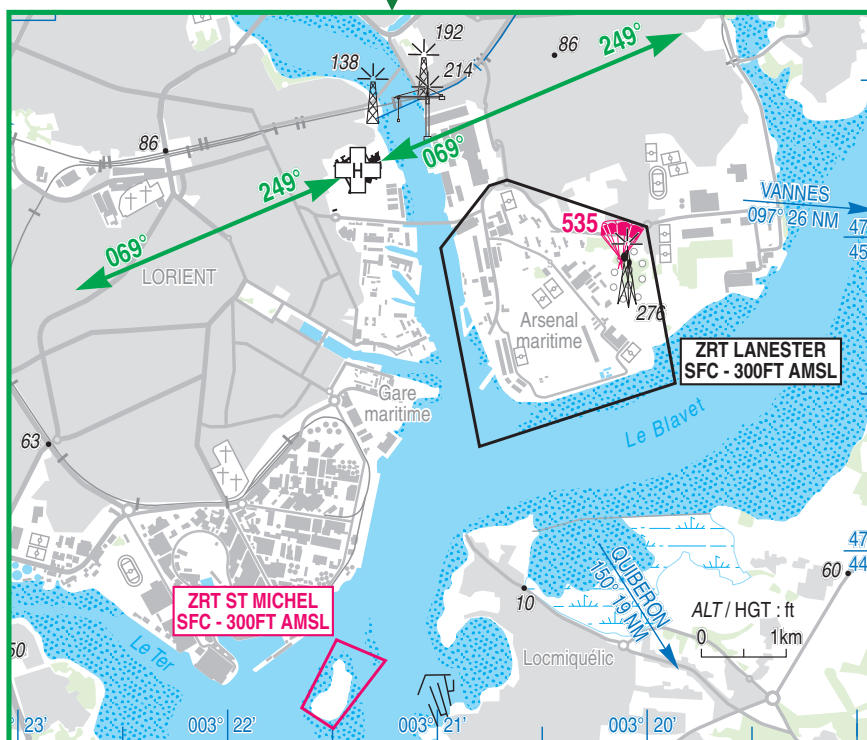 192
138
214
86
249°
86
069°
H
249°
VANNES
097° 26 NM
535
069°
47
45
LORIENT
276
Arsenal
maritime
ZRT LANESTER
SFC - 300FT AMSL
Gare
maritime
Le Blavet
63
47
44
QUIBERON
150° 19 NM
60
10
ZRT ST MICHEL
SFC - 300FT AMSL
ALT / HGT : ft
0 1km
Le Ter
50
Locmiquélic
003° 23'
003° 22'
003° 21'
003° 20'